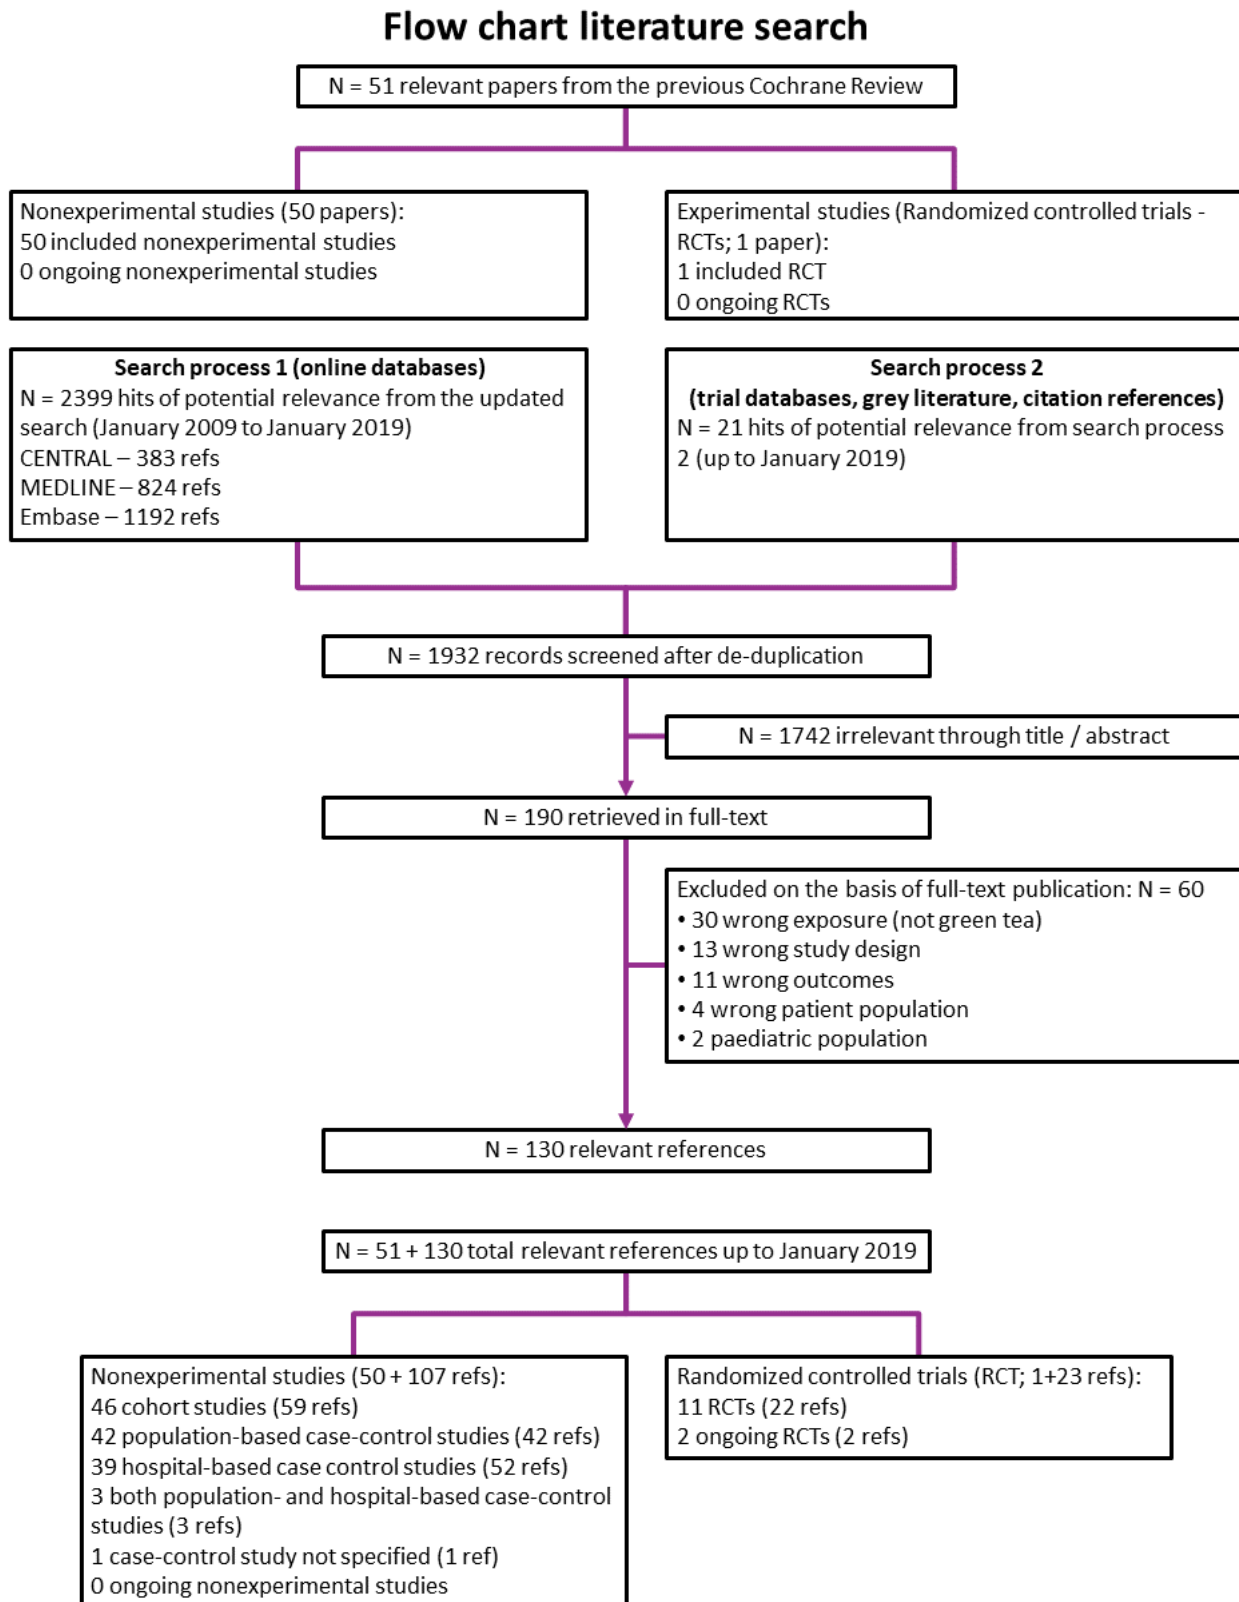 Flow chart literature search
N = 51 relevant papers from the previous Cochrane Review
Nonexperimental studies (50 papers):
50 included nonexperimental studies
0 ongoing nonexperimental studies
Experimental studies (Randomized controlled trials -
RCTs; 1 paper):
1 included RCT
0 ongoing RCTs
Search process 1 (online databases)
N = 2399 hits of potential relevance from the updated
search (January 2009 to January 2019)
CENTRAL – 383 refs
MEDLINE – 824 refs
Embase – 1192 refs
Search process 2
(trial databases, grey literature, citation references)
N = 21 hits of potential relevance from search process
2 (up to January 2019)
N = 1932 records screened after de-duplication
N = 1742 irrelevant through title / abstract
N = 190 retrieved in full-text
Excluded on the basis of full-text publication: N = 60
• 30 wrong exposure (not green tea)
• 13 wrong study design
• 11 wrong outcomes
• 4 wrong patient population
• 2 paediatric population
N = 130 relevant references
N = 51 + 130 total relevant references up to January 2019
Nonexperimental studies (50 + 107 refs):
46 cohort studies (59 refs)
42 population-based case-control studies (42 refs)
39 hospital-based case control studies (52 refs)
3 both population- and hospital-based case-control
studies (3 refs)
1 case-control study not specified (1 ref)
0 ongoing nonexperimental studies
Randomized controlled trials (RCT; 1+23 refs):
11 RCTs (22 refs)
2 ongoing RCTs (2 refs)